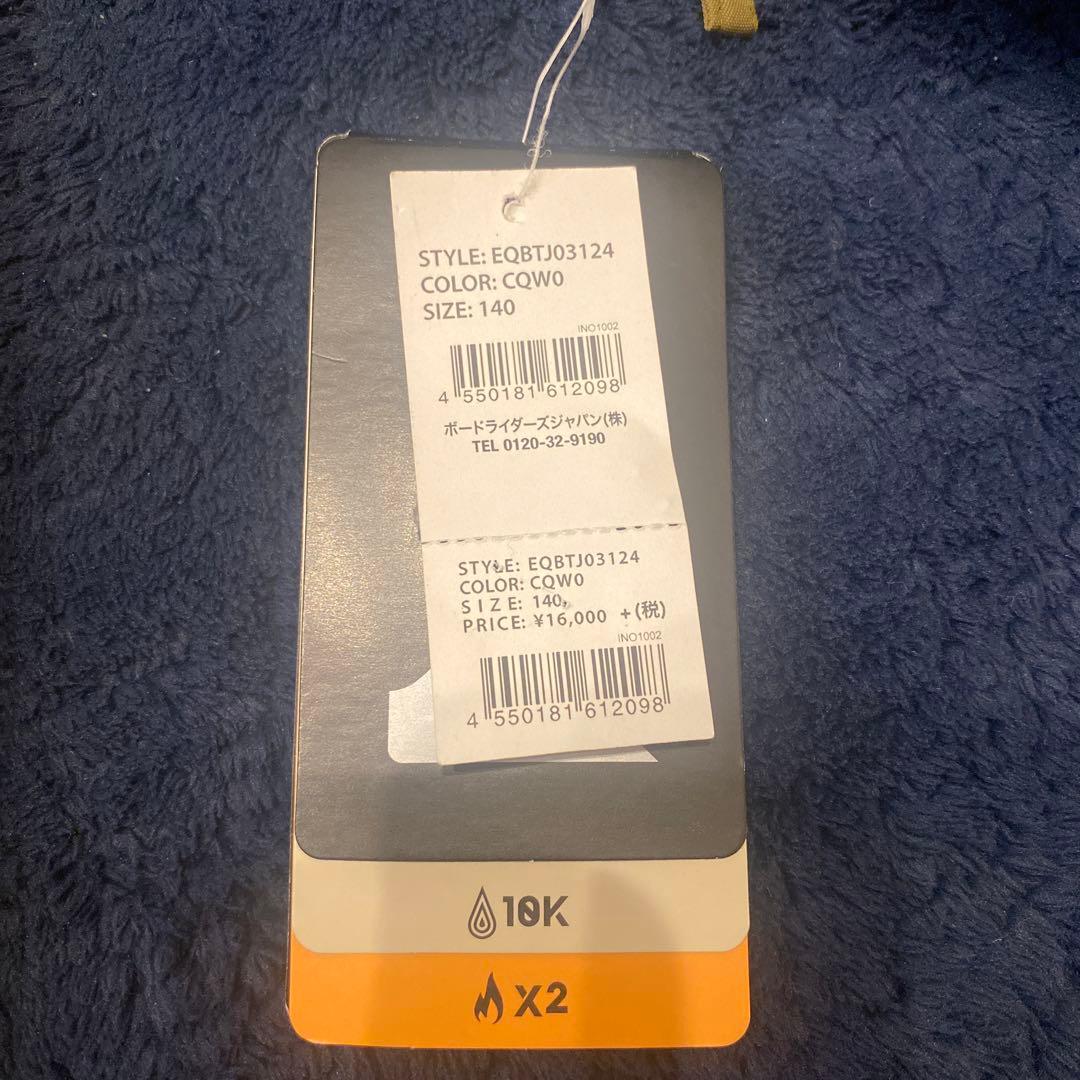 STYLE: EQBTJ03124
COLOR: CQW0
SIZE: 140
INO1002
4 550181 612098
ボードライダーズジャパン(株)
TEL 0120-32-9190
STYLE: EQBTJ03124
COLOR: CQW0
SIZE: 140
PRICE: ¥16,000 +(税)
INO1002
4 550181 612098
10K
X2